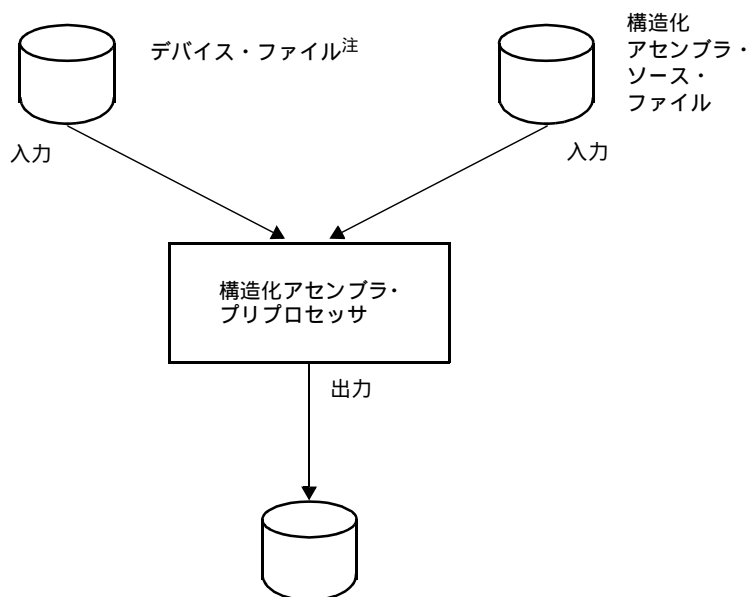 デバイス・ファイル注
構造化
アセンブラ・
ソース・
ファイル
入力
入力
構造化アセンブラ・
プリプロセッサ
出力